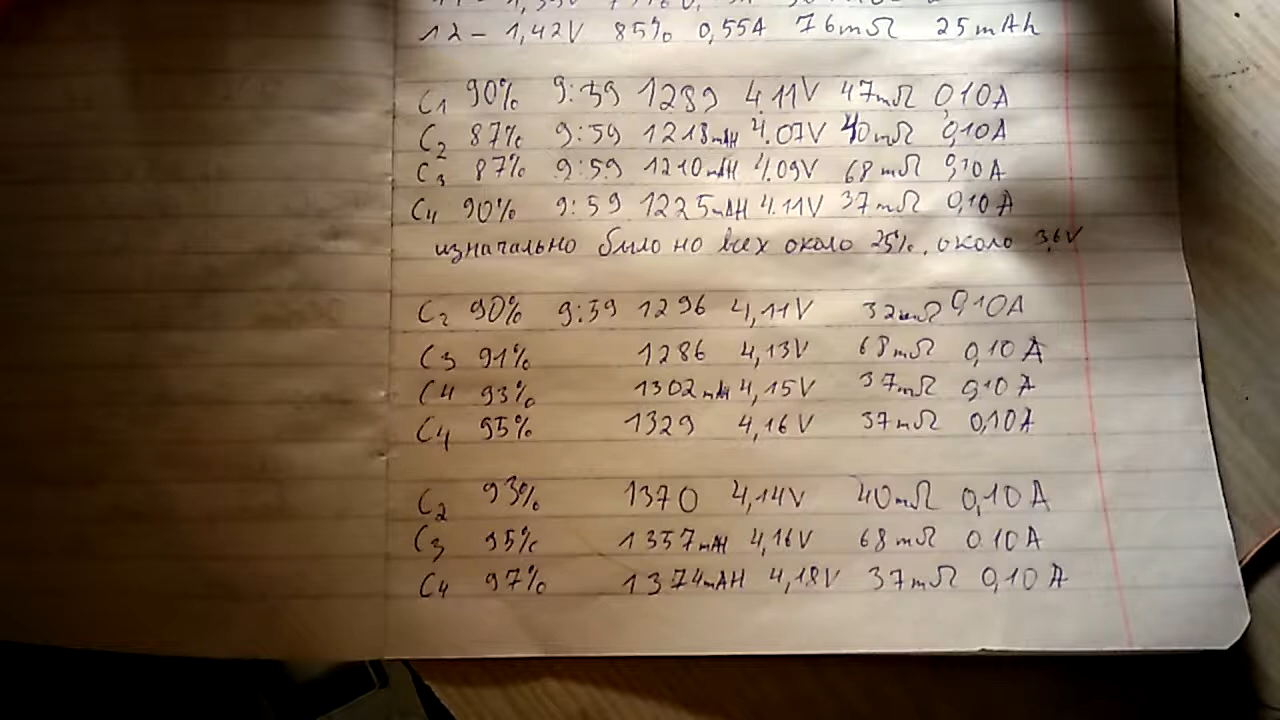 12 - 1,42V 85% 0,55A 76mΩ 25mAh
C1 90% 9:39 1289 4.11V 47mΩ 0,10A
C2 87% 9:59 1218mAH 4.07V 40mΩ 0,10A
C3 87% 9:59 1210mAH 4.09V 68mΩ 0,10A
C4 90% 9:59 1225mAH 4.11V 37mΩ 0,10A
изначально было но всех около 25%, около 3,6V
C2 90% 9:39 1296 4,11V 32mΩ 0,10A
C3 91% 1286 4,13V 68mΩ 0,10A
C4 93% 1302mAH 4,15V 37mΩ 0,10A
C4 95% 1329 4,16V 37mΩ 0,10A
C2 93% 1370 4,14V 40mΩ 0,10A
C3 95% 1357mAH 4,16V 68mΩ 0.10A
C4 97% 1374mAH 4,18V 37mΩ 0,10A